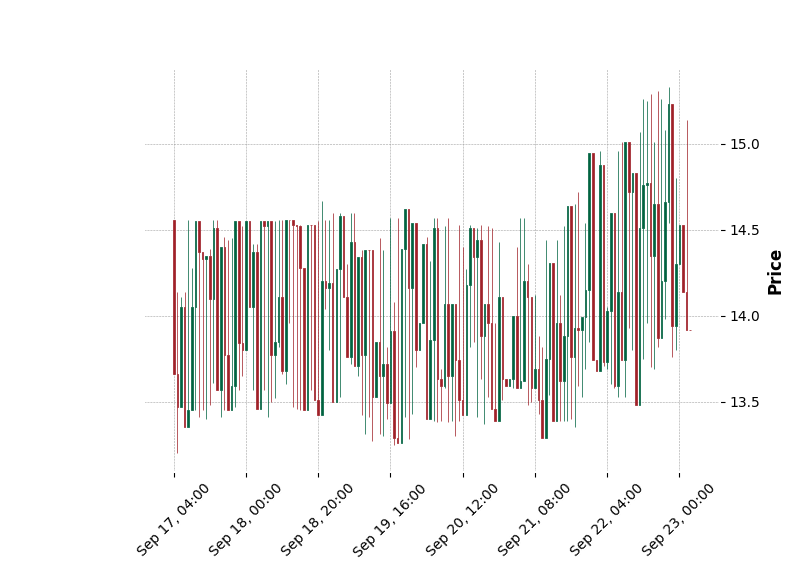 15.0
14.5
14.0
13.5
Price
Sep 17, 04:00
Sep 18, 00:00
Sep 18, 20:00
Sep 19, 16:00
Sep 20, 12:00
Sep 21, 08:00
Sep 22, 04:00
Sep 23, 00:00